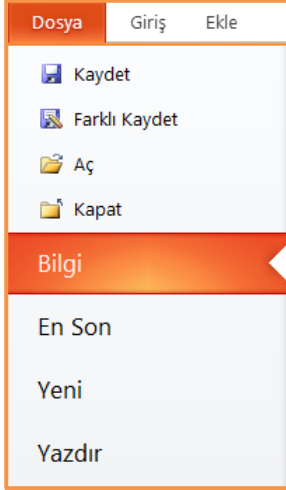 Dosya Giriş Ekle
Kaydet
Farklı Kaydet
Aç
Kapat
Bilgi
En Son
Yeni
Yazdır